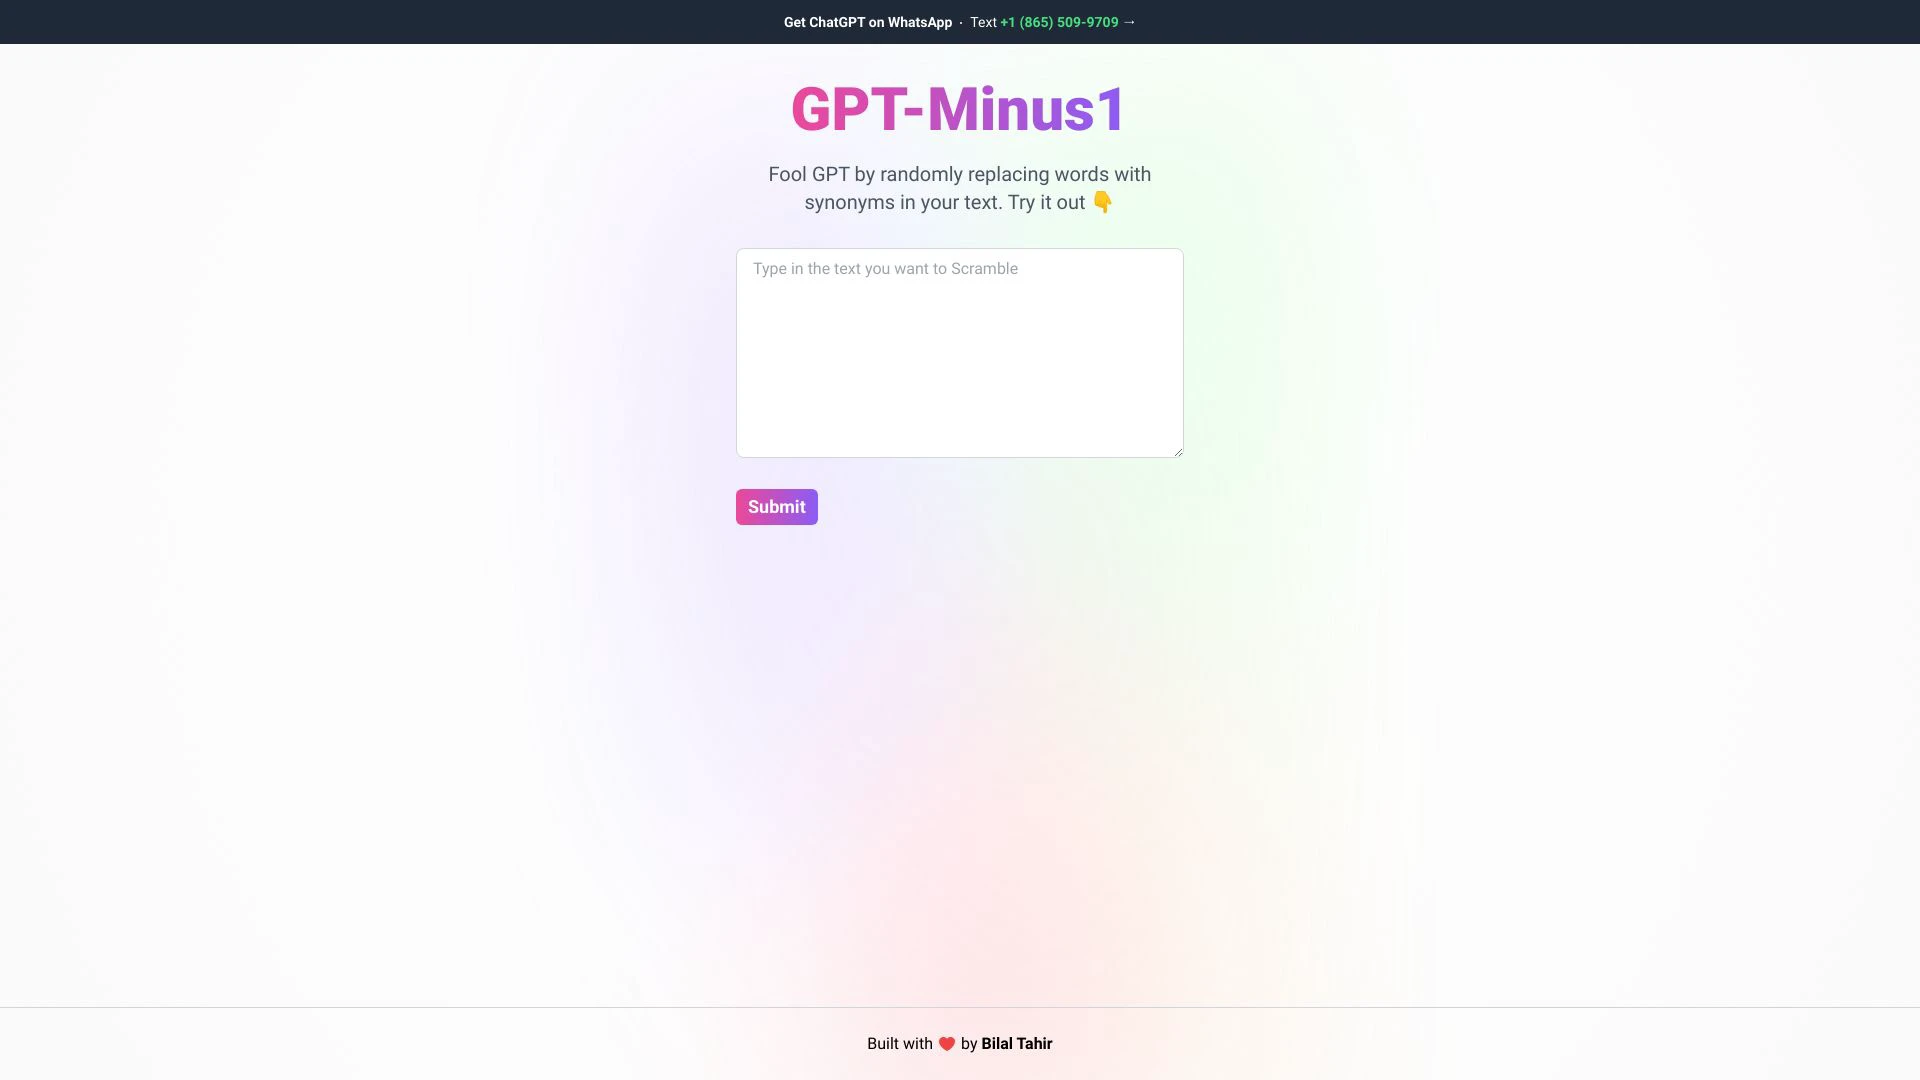 Get ChatGPT on WhatsApp · Text +1 (865) 509-9709 →
GPT-Minus1
Fool GPT by randomly replacing words with
synonyms in your text. Try it out 👇
Type in the text you want to Scramble
Submit
Built with ❤️ by Bilal Tahir